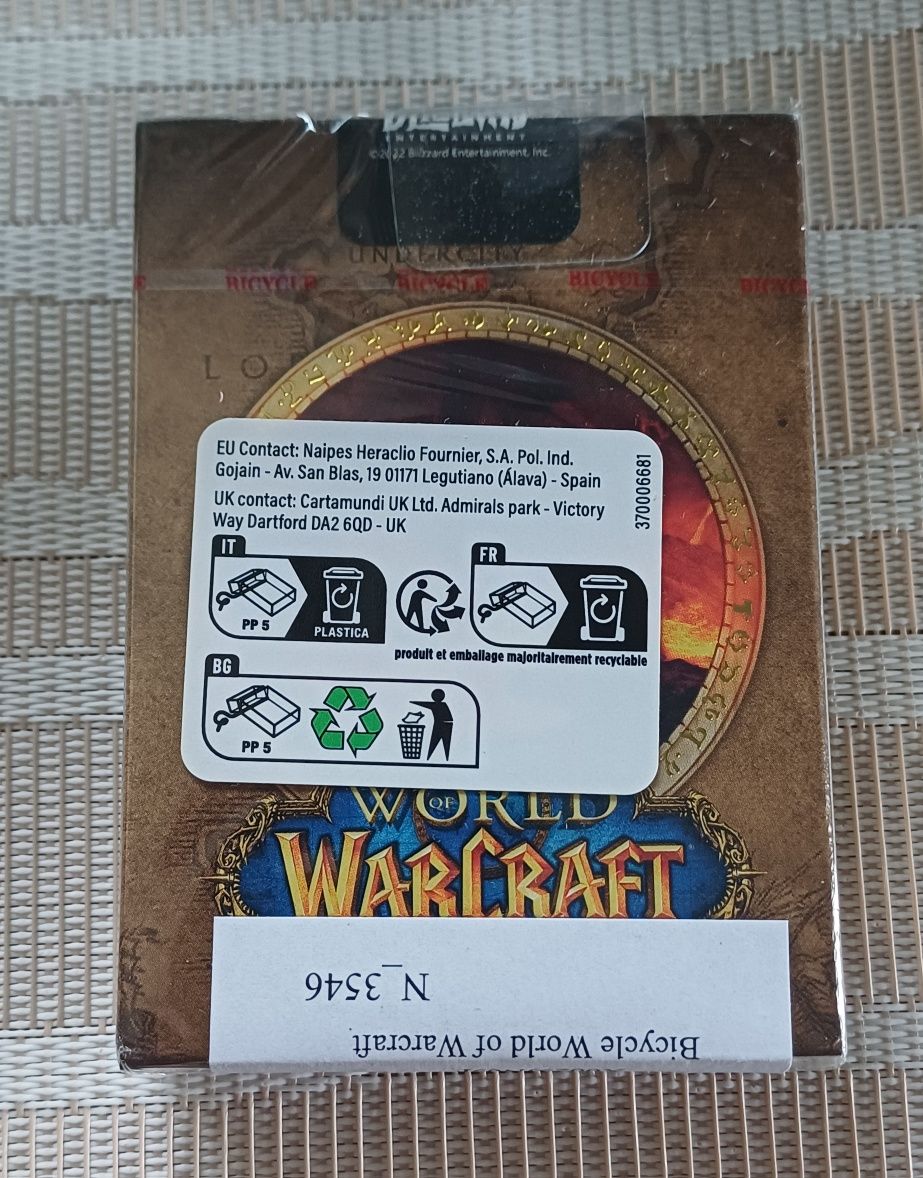 ENTERTAINMENT
Blizzard Entertainment, Inc.
UNDERCITY
BICYCLE BICYCLE BICYCLE BICYC
LO
EU Contact: Naipes Heraclio Fournier, S.A. Pol. Ind.
Gojain - Av. San Blas, 19 01171 Legutiano (Álava) - Spain
UK contact: Cartamundi UK Ltd. Admirals park - Victory
Way Dartford DA2 6QD - UK
370006681
IT
PP 5
PLASTICA
FR
produit et emballage majoritairement recyclable
BG
PP 5
WORLD
OF
WARCRAFT
Bicycle World of Warcraft
N_3546